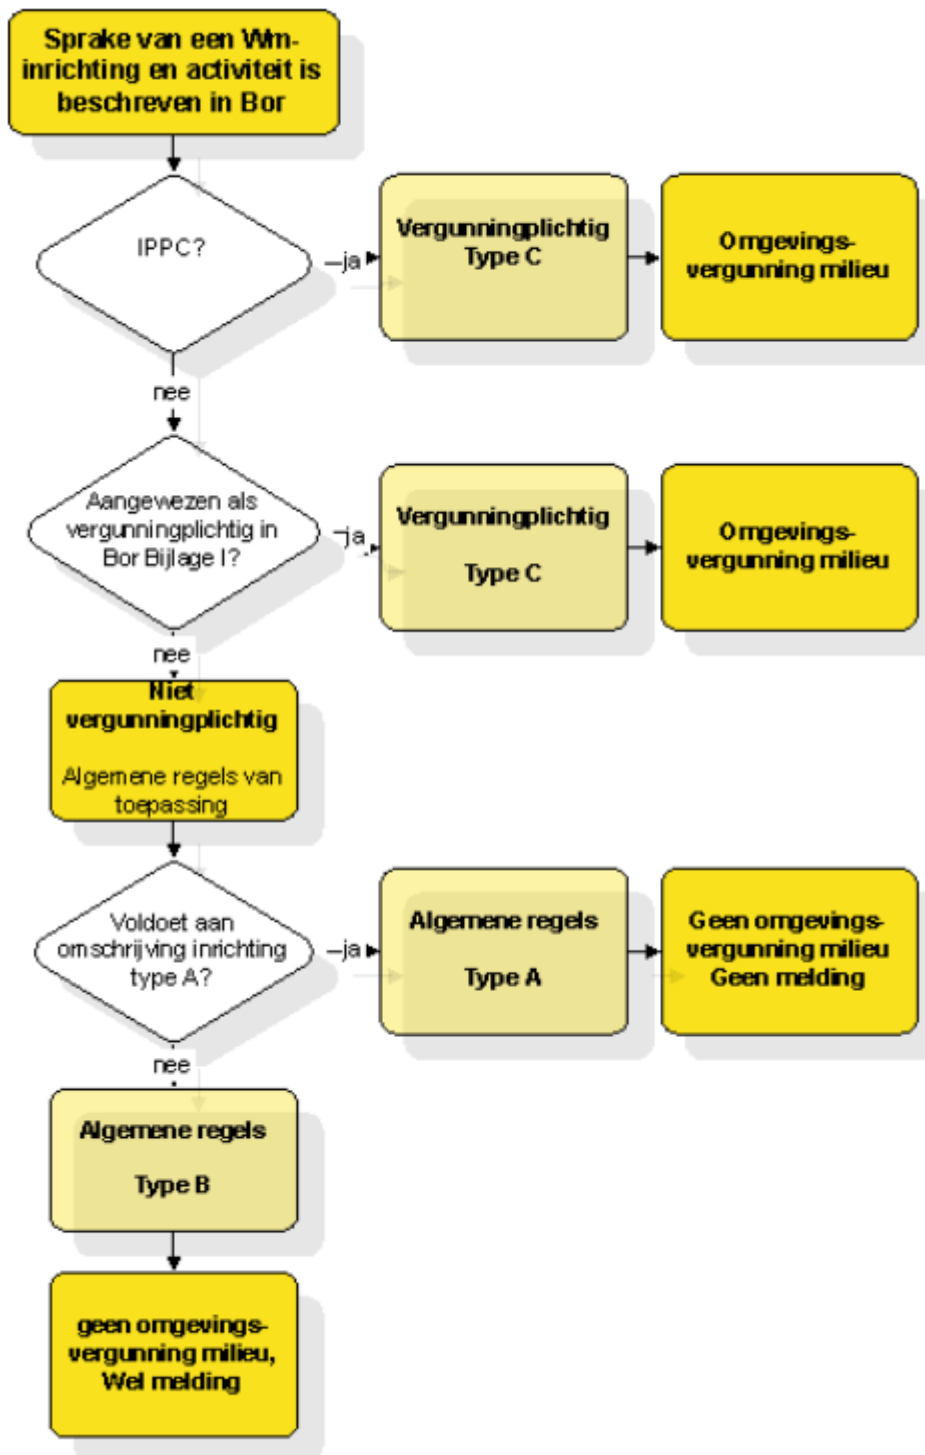 Sprake van een Wm-
inrichting en activiteit is
beschreven in Bor
IPPC?
ja
Vergunningplichtig
Type C
Omgevings-
vergunning milieu
nee
Aangewezen als
vergunningplichtig in
Bor Bijlage I?
ja
Vergunningplichtig
Type C
Omgevings-
vergunning milieu
nee
Niet
vergunningplichtig
Algemene regels van
toepassing
Voldoet aan
omschrijving inrichting
type A?
ja
Algemene regels
Type A
Geen omgevings-
vergunning milieu
Geen melding
nee
Algemene regels
Type B
geen omgevings-
vergunning milieu,
Wel melding